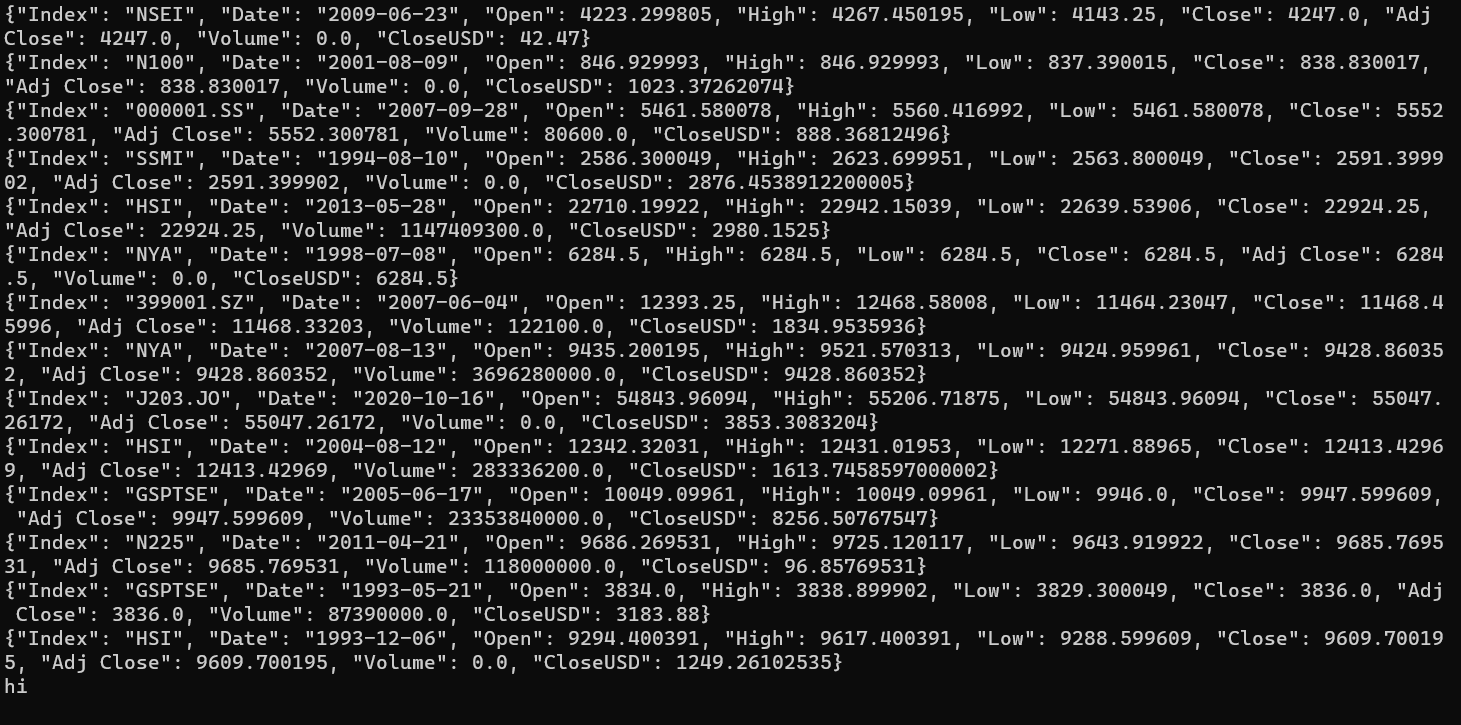 {"Index": "NSEI", "Date": "2009-06-23", "Open": 4223.299805, "High": 4267.450195, "Low": 4143.25, "Close": 4247.0, "Adj
Close": 4247.0, "Volume": 0.0, "CloseUSD": 42.47}
{"Index": "N100", "Date": "2001-08-09", "Open": 846.929993, "High": 846.929993, "Low": 837.390015, "Close": 838.830017,
"Adj Close": 838.830017, "Volume": 0.0, "CloseUSD": 1023.37262074}
{"Index": "000001.SS", "Date": "2007-09-28", "Open": 5461.580078, "High": 5560.416992, "Low": 5461.580078, "Close": 5552
.300781, "Adj Close": 5552.300781, "Volume": 80600.0, "CloseUSD": 888.36812496}
{"Index": "SSMI", "Date": "1994-08-10", "Open": 2586.300049, "High": 2623.699951, "Low": 2563.800049, "Close": 2591.3999
02, "Adj Close": 2591.399902, "Volume": 0.0, "CloseUSD": 2876.4538912200005}
{"Index": "HSI", "Date": "2013-05-28", "Open": 22710.19922, "High": 22942.15039, "Low": 22639.53906, "Close": 22924.25,
"Adj Close": 22924.25, "Volume": 1147409300.0, "CloseUSD": 2980.1525}
{"Index": "NYA", "Date": "1998-07-08", "Open": 6284.5, "High": 6284.5, "Low": 6284.5, "Close": 6284.5, "Adj Close": 6284
.5, "Volume": 0.0, "CloseUSD": 6284.5}
{"Index": "399001.SZ", "Date": "2007-06-04", "Open": 12393.25, "High": 12468.58008, "Low": 11464.23047, "Close": 11468.4
5996, "Adj Close": 11468.33203, "Volume": 122100.0, "CloseUSD": 1834.9535936}
{"Index": "NYA", "Date": "2007-08-13", "Open": 9435.200195, "High": 9521.570313, "Low": 9424.959961, "Close": 9428.86035
2, "Adj Close": 9428.860352, "Volume": 3696280000.0, "CloseUSD": 9428.860352}
{"Index": "J203.JO", "Date": "2020-10-16", "Open": 54843.96094, "High": 55206.71875, "Low": 54843.96094, "Close": 55047.
26172, "Adj Close": 55047.26172, "Volume": 0.0, "CloseUSD": 3853.3083204}
{"Index": "HSI", "Date": "2004-08-12", "Open": 12342.32031, "High": 12431.01953, "Low": 12271.88965, "Close": 12413.4296
9, "Adj Close": 12413.42969, "Volume": 283336200.0, "CloseUSD": 1613.7458597000002}
{"Index": "GSPTSE", "Date": "2005-06-17", "Open": 10049.09961, "High": 10049.09961, "Low": 9946.0, "Close": 9947.599609,
 "Adj Close": 9947.599609, "Volume": 23353840000.0, "CloseUSD": 8256.50767547}
{"Index": "N225", "Date": "2011-04-21", "Open": 9686.269531, "High": 9725.120117, "Low": 9643.919922, "Close": 9685.7695
31, "Adj Close": 9685.769531, "Volume": 118000000.0, "CloseUSD": 96.85769531}
{"Index": "GSPTSE", "Date": "1993-05-21", "Open": 3834.0, "High": 3838.899902, "Low": 3829.300049, "Close": 3836.0, "Adj
 Close": 3836.0, "Volume": 87390000.0, "CloseUSD": 3183.88}
{"Index": "HSI", "Date": "1993-12-06", "Open": 9294.400391, "High": 9617.400391, "Low": 9288.599609, "Close": 9609.70019
5, "Adj Close": 9609.700195, "Volume": 0.0, "CloseUSD": 1249.26102535}
hi